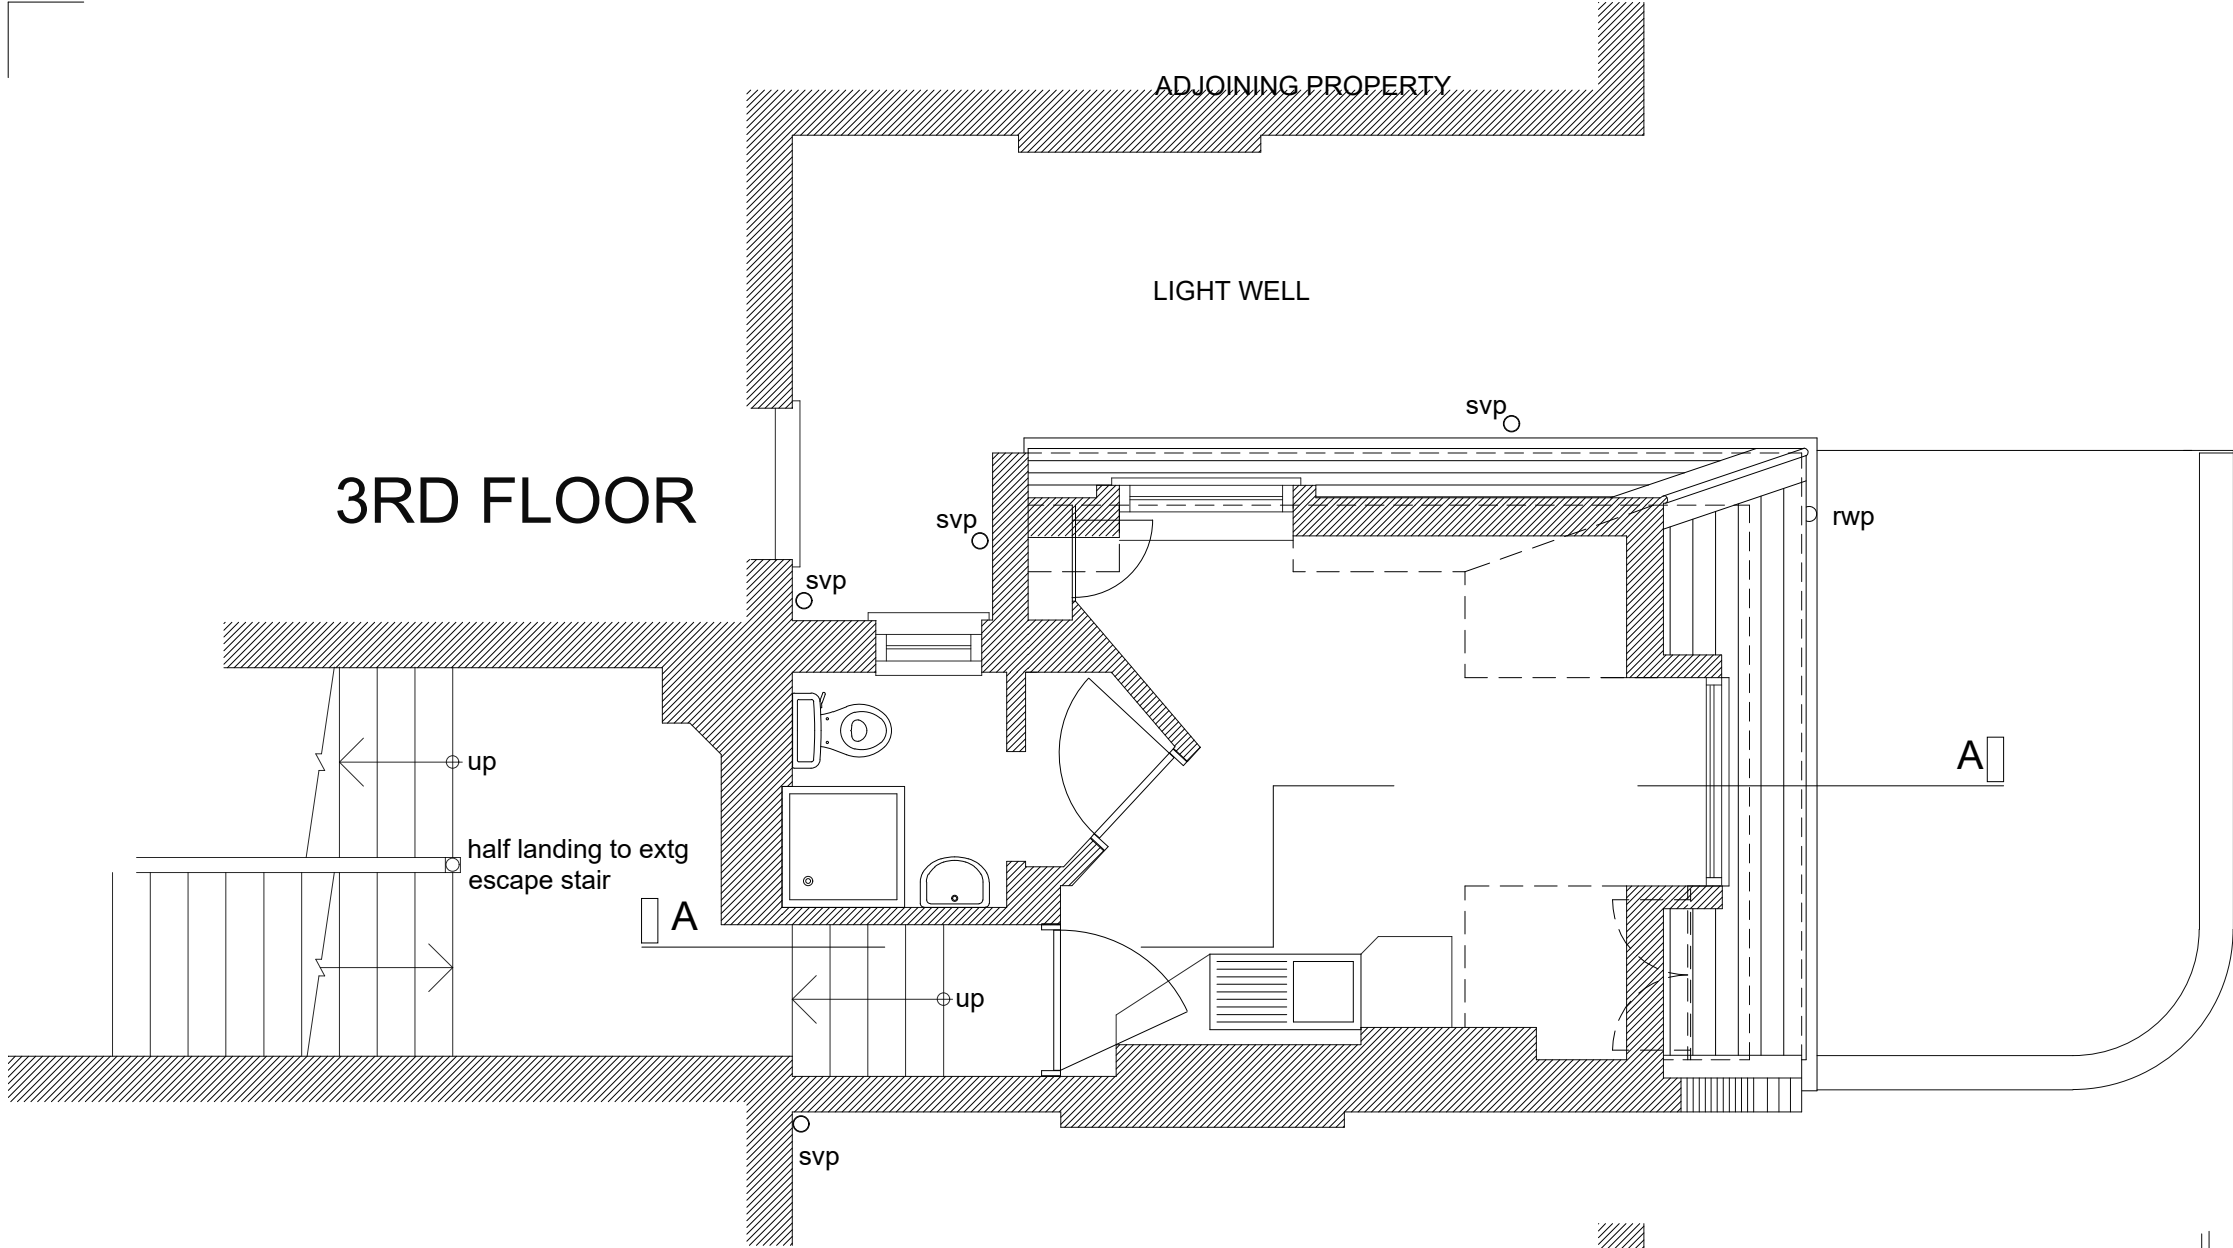 ADJOINING PROPERTY
LIGHT WELL
svp
3RD FLOOR
svp
rwp
svp
up
A
half landing to extg
escape stair
A
up
svp